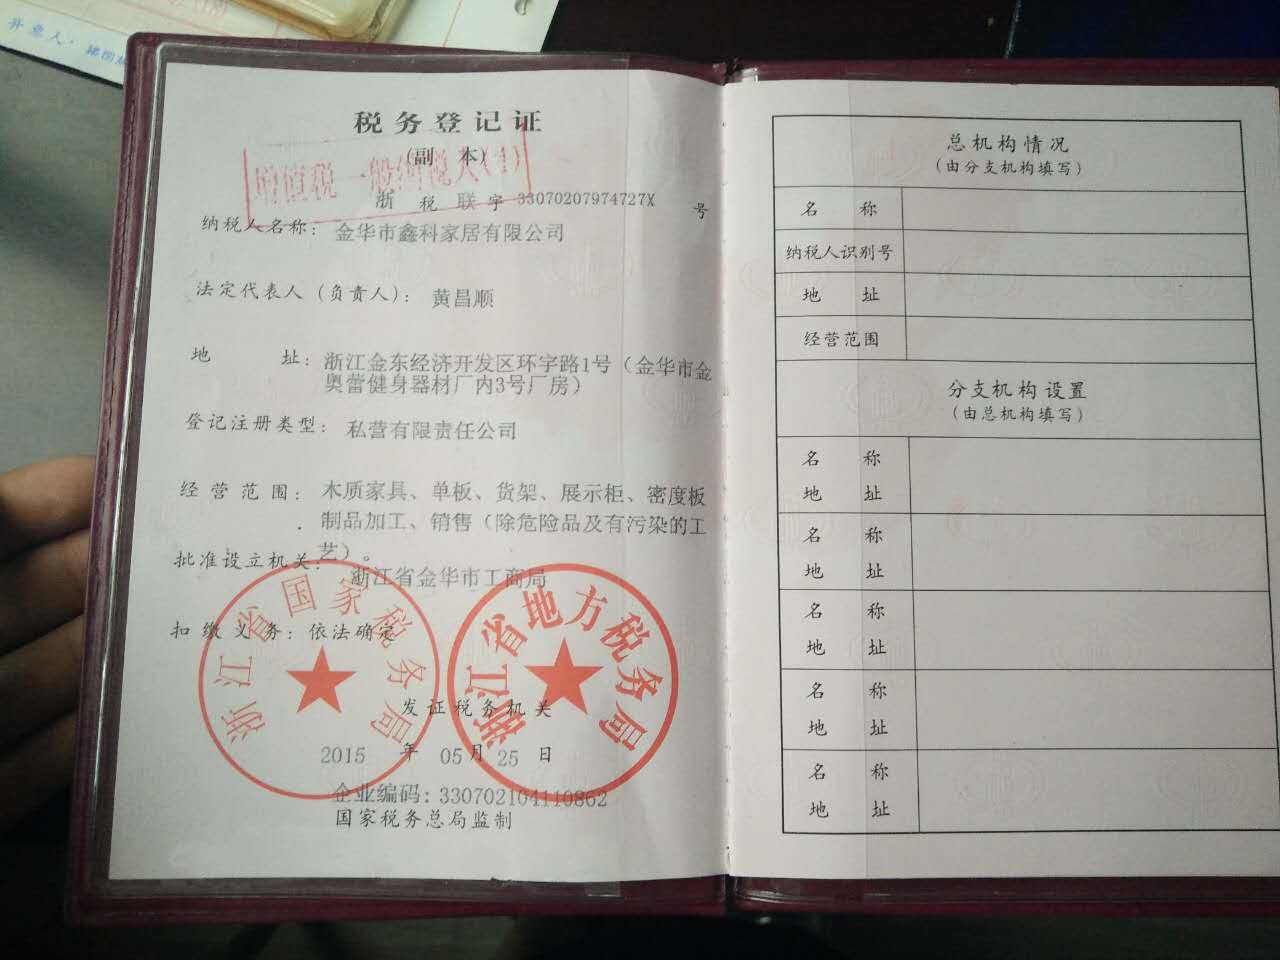 开业人
税务登记证
(副 本)
增值税一般纳税人(1)
浙 税 联 字 33070207974727X 号
纳税人名称: 金华市鑫科家居有限公司
法定代表人 (负责人): 黄昌顺
地 址: 浙江金东经济开发区环宇路1号(金华市金
奥蕾健身器材厂内3号厂房)
登记注册类型: 私营有限责任公司
经 营 范 围: 木质家具、单板、货架、展示柜、密度板
制品加工、销售(除危险品及有污染的工
艺)。
批准设立机关: 浙江省金华市工商局
扣 缴 义 务: 依法确定
浙江省国家税务局
浙江省地方税务局
发证税务机关
2015 年 05 月 25 日
企业编码: 330702104110862
国家税务总局监制
总机构情况
(由分支机构填写)
名 称
纳税人识别号
地 址
经营范围
分支机构设置
(由总机构填写)
名 称
地 址
名 称
地 址
名 称
地 址
名 称
地 址
名 称
地 址